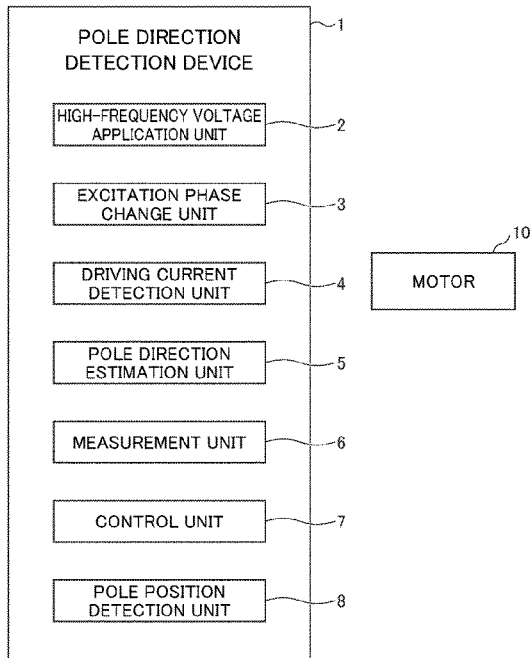 POLE DIRECTION
DETECTION DEVICE
1
HIGH-FREQUENCY VOLTAGE
APPLICATION UNIT
2
EXCITATION PHASE
CHANGE UNIT
3
10
DRIVING CURRENT
DETECTION UNIT
4
MOTOR
POLE DIRECTION
ESTIMATION UNIT
5
MEASUREMENT UNIT
6
CONTROL UNIT
7
POLE POSITION
DETECTION UNIT
8